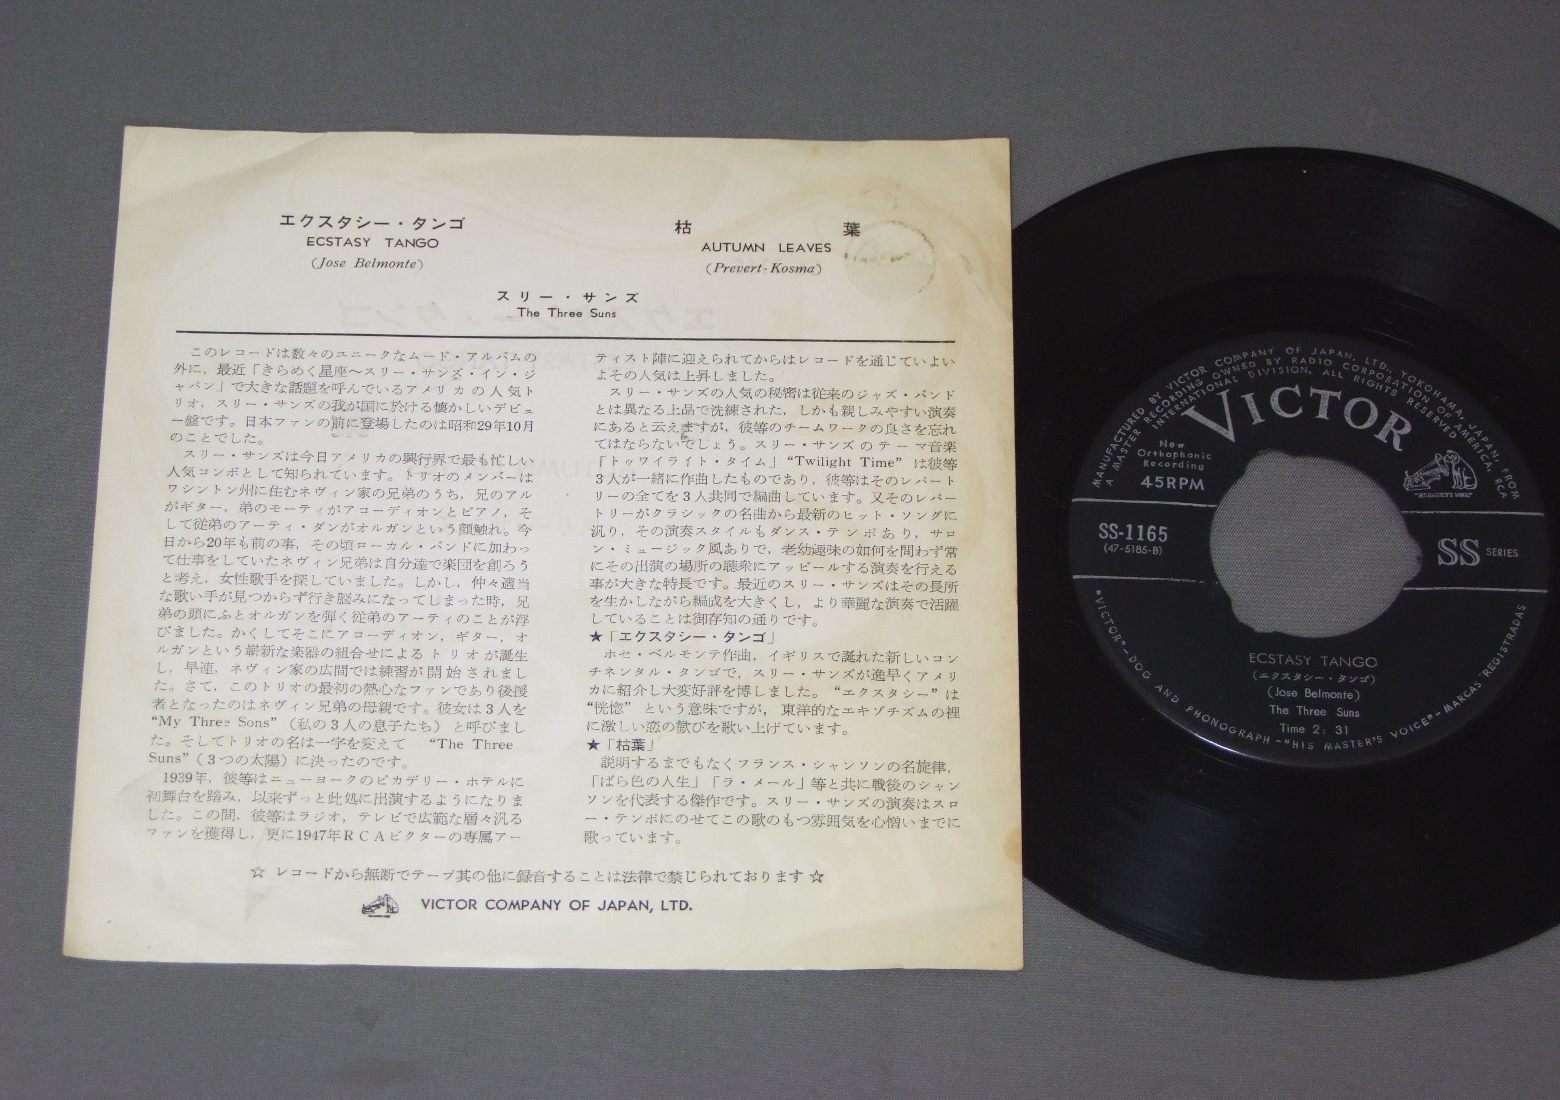 エクスタシー・タンゴ
ECSTASY TANGO
(Jose Belmonte)
枯葉
AUTUMN LEAVES
(Prevert-Kosma)
スリー・サンズ
The Three Suns
このレコードは数々のユニークなムード・アルバムの
外に，最近「きらめく星座〜スリー・サンズ・イン・ジ
ャパン」で大きな話題を呼んでいるアメリカの人気ト
リオ，スリー・サンズの我が国に於ける懐かしいデビュ
ー盤です。日本ファンの前に登場したのは昭和29年10月
のことでした。
スリー・サンズは今日アメリカの興行界で最も忙しい
人気コンボとして知られています。トリオのメンバーは
ワシントン州に住むネヴィン家の兄弟のうち，兄のアル
がギター，弟のモーティがアコーディオンとピアノ，そ
して従弟のアーティ・ダンがオルガンという顔触れ。今
日から20年も前の事，その頃ローカル・バンドに加わっ
て仕事をしていたネヴィン兄弟は自分達で楽団を創ろう
と考え，女性歌手を探していました。しかし，仲々適当
な歌い手が見つからず行き脳みになってしまった時，兄
弟の頭にふとオルガンを弾く従弟のアーティのことが浮
びました。かくしてそこにアコーディオン，ギター，オ
ルガンという嶄新な楽器の組合せによるトリオが誕生
し，早速，ネヴィン家の広間では練習が開始されまし
た。さて，このトリオの最初の熱心なファンであり後援
者となったのはネヴィン兄弟の母親です。彼女は３人を
“My Three Sons”（私の３人の息子たち）と呼びまし
た。そしてトリオの名は一字を変えて “The Three
Suns”（３つの太陽）に決ったのです。
1939年，彼等はニューヨークのピカデリー・ホテルに
初舞台を踏み，以来ずっと此処に出演するようになりま
した。この間，彼等はラジオ，テレビで広範な層々汎る
ファンを獲得し，更に1947年ＲＣＡビクターの専属アー
ティスト陣に迎えられてからはレコードを通じていよい
よその人気は上昇しました。
スリー・サンズの人気の秘密は従来のジャズ・バンド
とは異なる上品で洗練された，しかも親しみやすい演奏
にあると云えますが，彼等のチームワークの良さを忘れ
てはならないでしょう。スリー・サンズのテーマ音楽
「トゥワイライト・タイム」“Twilight Time” は彼等
３人が一緒に作曲したものであり，彼等はそのレパート
リーの全てを３人共同で編曲しています。又そのレパー
トリーがクラシックの名曲から最新のヒット・ソングに
汎り，その演奏スタイルもダンス・テンポあり，サロ
ン・ミュージック風ありで，老幼趣味の如何を問わず常
にその出演の場所の聴衆にアッピールする演奏を行える
事が大きな特長です。最近のスリー・サンズはその長所
を生かしながら編成を大きくし，より華麗な演奏で活躍
していることは御存知の通りです。
★「エクスタシー・タンゴ」
ホセ・ベルモンテ作曲，イギリスで誕れた新しいコン
チネンタル・タンゴで，スリー・サンズが逸早くアメリ
カに紹介し大変好評を博しました。“エクスタシー”は
“恍惚” という意味ですが，東洋的なエキゾチズムの裡
に激しい恋の歓びを歌い上げています。
★「枯葉」
説明するまでもなくフランス・シャンソンの名旋律，
「ばら色の人生」「ラ・メール」等と共に戦後のシャン
ソンを代表する傑作です。スリー・サンズの演奏はスロ
ー・テンポにのせてこの歌のもつ雰囲気を心憎いまでに
歌っています。
☆ レコードから無断でテープ其の他に録音することは法律で禁じられております ☆
VICTOR COMPANY OF JAPAN, LTD.
MANUFACTURED BY VICTOR COMPANY OF JAPAN, LTD., YOKOHAMA, JAPAN, FROM
A MASTER RECORDING OWNED BY RADIO CORPORATION OF AMERICA, RCA
INTERNATIONAL DIVISION. ALL RIGHTS RESERVED
VICTOR
New
Orthophonic
Recording
45RPM
"HIS MASTER'S VOICE"
SS-1165
(47-5185-B)
SS SERIES
ECSTASY TANGO
(エクスタシー・タンゴ)
(Jose Belmonte)
The Three Suns
Time 2: 31
"VICTOR"-DOG AND PHONOGRAPH-"HIS MASTER'S VOICE"-MARCAS REGISTRADAS